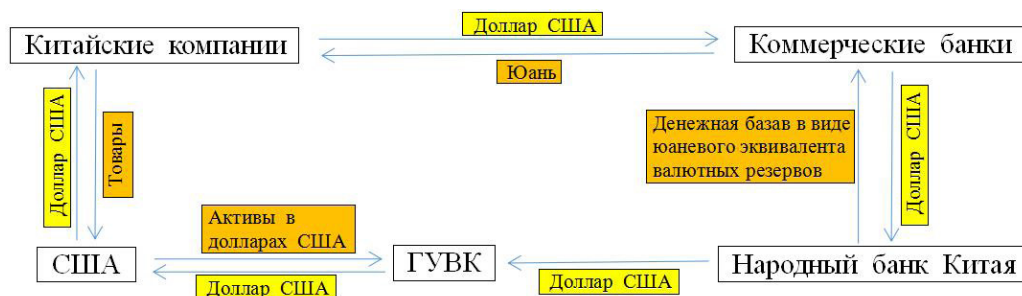 Доллар США
Китайские компании
Коммерческие банки
Юань
Доллар США
Товары
Денежная базав в виде
юаневого эквивалента
валютных резервов
Доллар США
Активы в
долларах США
США
ГУВК
Народный банк Китая
Доллар США
Доллар США